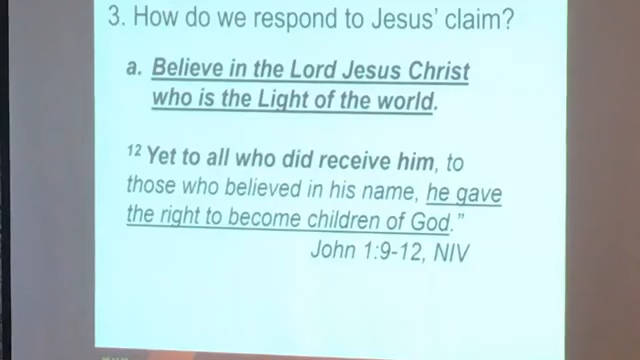 3. How do we respond to Jesus' claim?
a. Believe in the Lord Jesus Christ
who is the Light of the world.
12 Yet to all who did receive him, to
those who believed in his name, he gave
the right to become children of God."
John 1:9-12, NIV